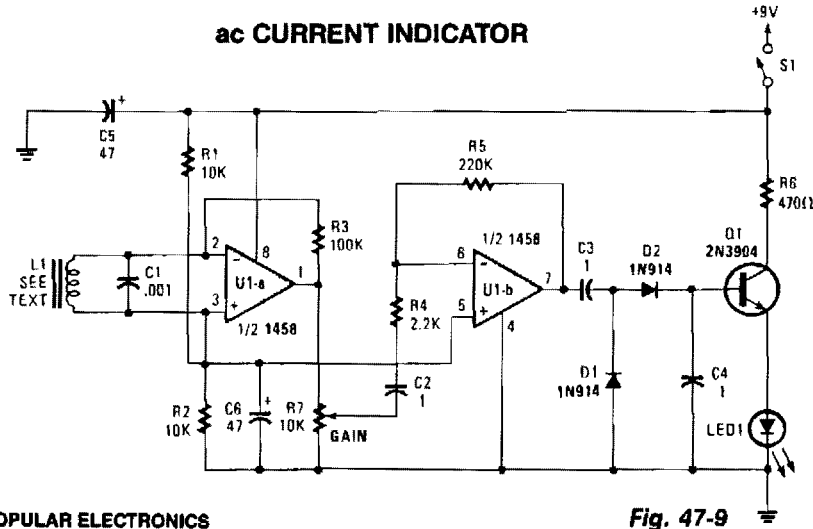 ac CURRENT INDICATOR
+9V
S1
C5
47
+
R1
10K
R5
220K
R6
470Ω
R3
100K
Q1
2N3904
L1
SEE
TEXT
C1
.001
2
8
1
3
U1-a
1/2 1458
1/2 1458
6
7
5
4
U1-b
C3
1
D2
1N914
R4
2.2K
C2
1
D1
1N914
C4
1
R2
10K
C6
47
+
R7
10K
GAIN
LED1
OPULAR ELECTRONICS
Fig. 47-9